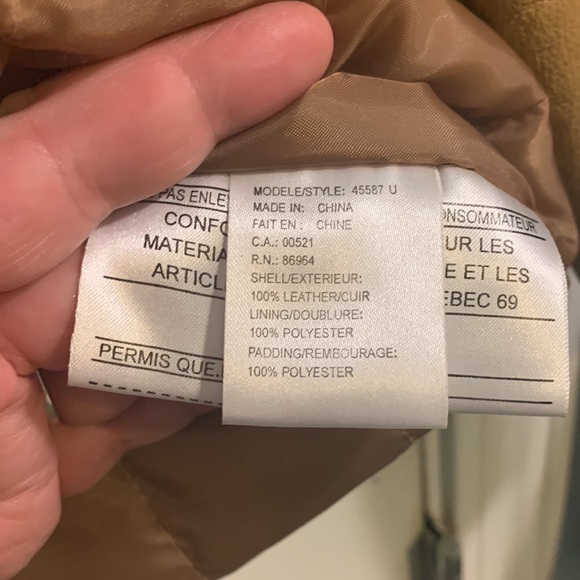 MODELE/STYLE: 45587 U
MADE IN: CHINA
FAIT EN : CHINE
C.A.: 00521
R.N.: 86964
SHELL/EXTERIEUR:
100% LEATHER/CUIR
LINING/DOUBLURE:
100% POLYESTER
PADDING/REMBOURAGE:
100% POLYESTER
PAS ENLE
CONFO
MATERIA
ARTICL
PERMIS QUE.
ONSOMMATEUR
UR LES
E ET LES
EBEC 69